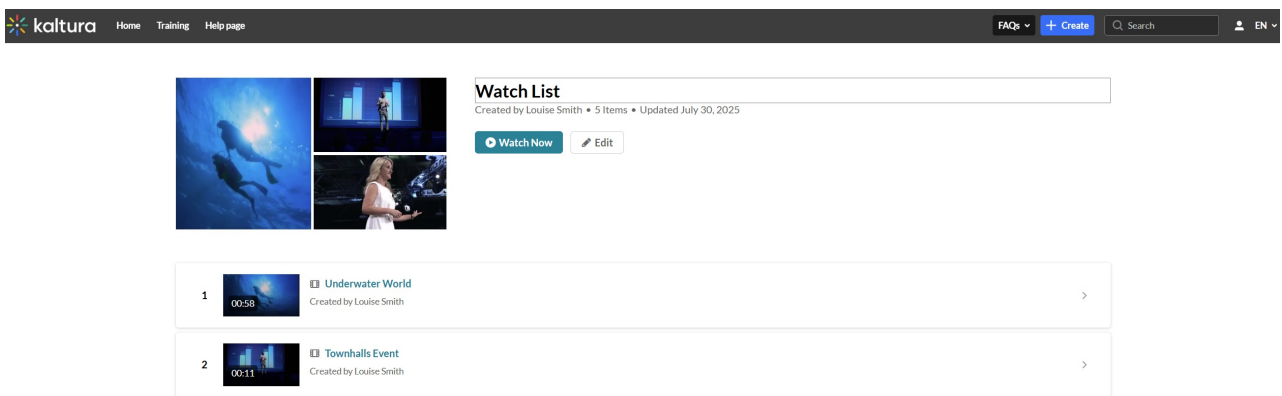 kaltura Home Training Help page FAQs + Create Search EN
Watch List
Created by Louise Smith • 5 Items • Updated July 30, 2025
Watch Now Edit
1
00:58
Underwater World
Created by Louise Smith
2
00:11
Townhalls Event
Created by Louise Smith